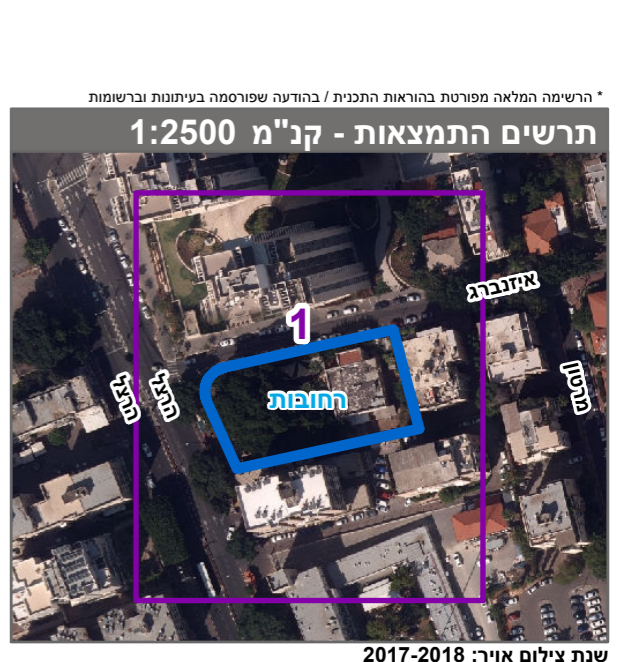 * הרשימה המלאה מפורטת בהוראות התכנית / בהודעה שפורסמה בעיתונות וברשומות
תרשים התמצאות - קנ"מ 1:2500
איזנברג
1
הרצל
הרצל
רחובות
מרטון
שנת צילום אויר: 2017-2018